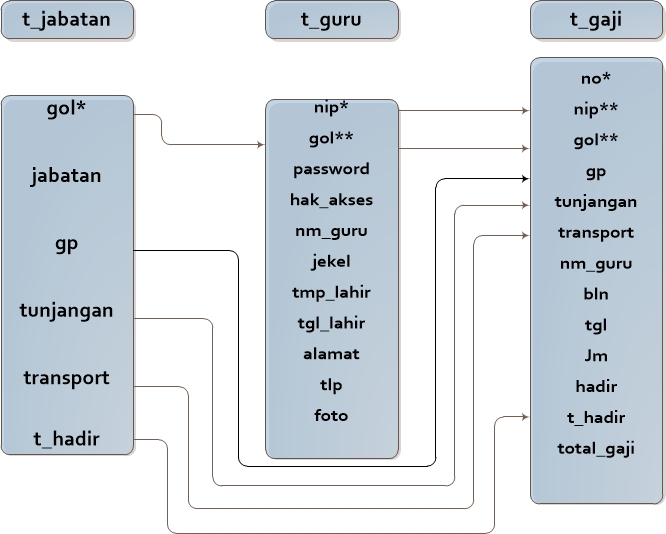 t_jabatan
gol*
jabatan
gp
tunjangan
transport
t_hadir
t_guru
nip*
gol**
password
hak_akses
nm_guru
jekel
tmp_lahir
tgl_lahir
alamat
tlp
foto
t_gaji
no*
nip**
gol**
gp
tunjangan
transport
nm_guru
bln
tgl
Jm
hadir
t_hadir
total_gaji